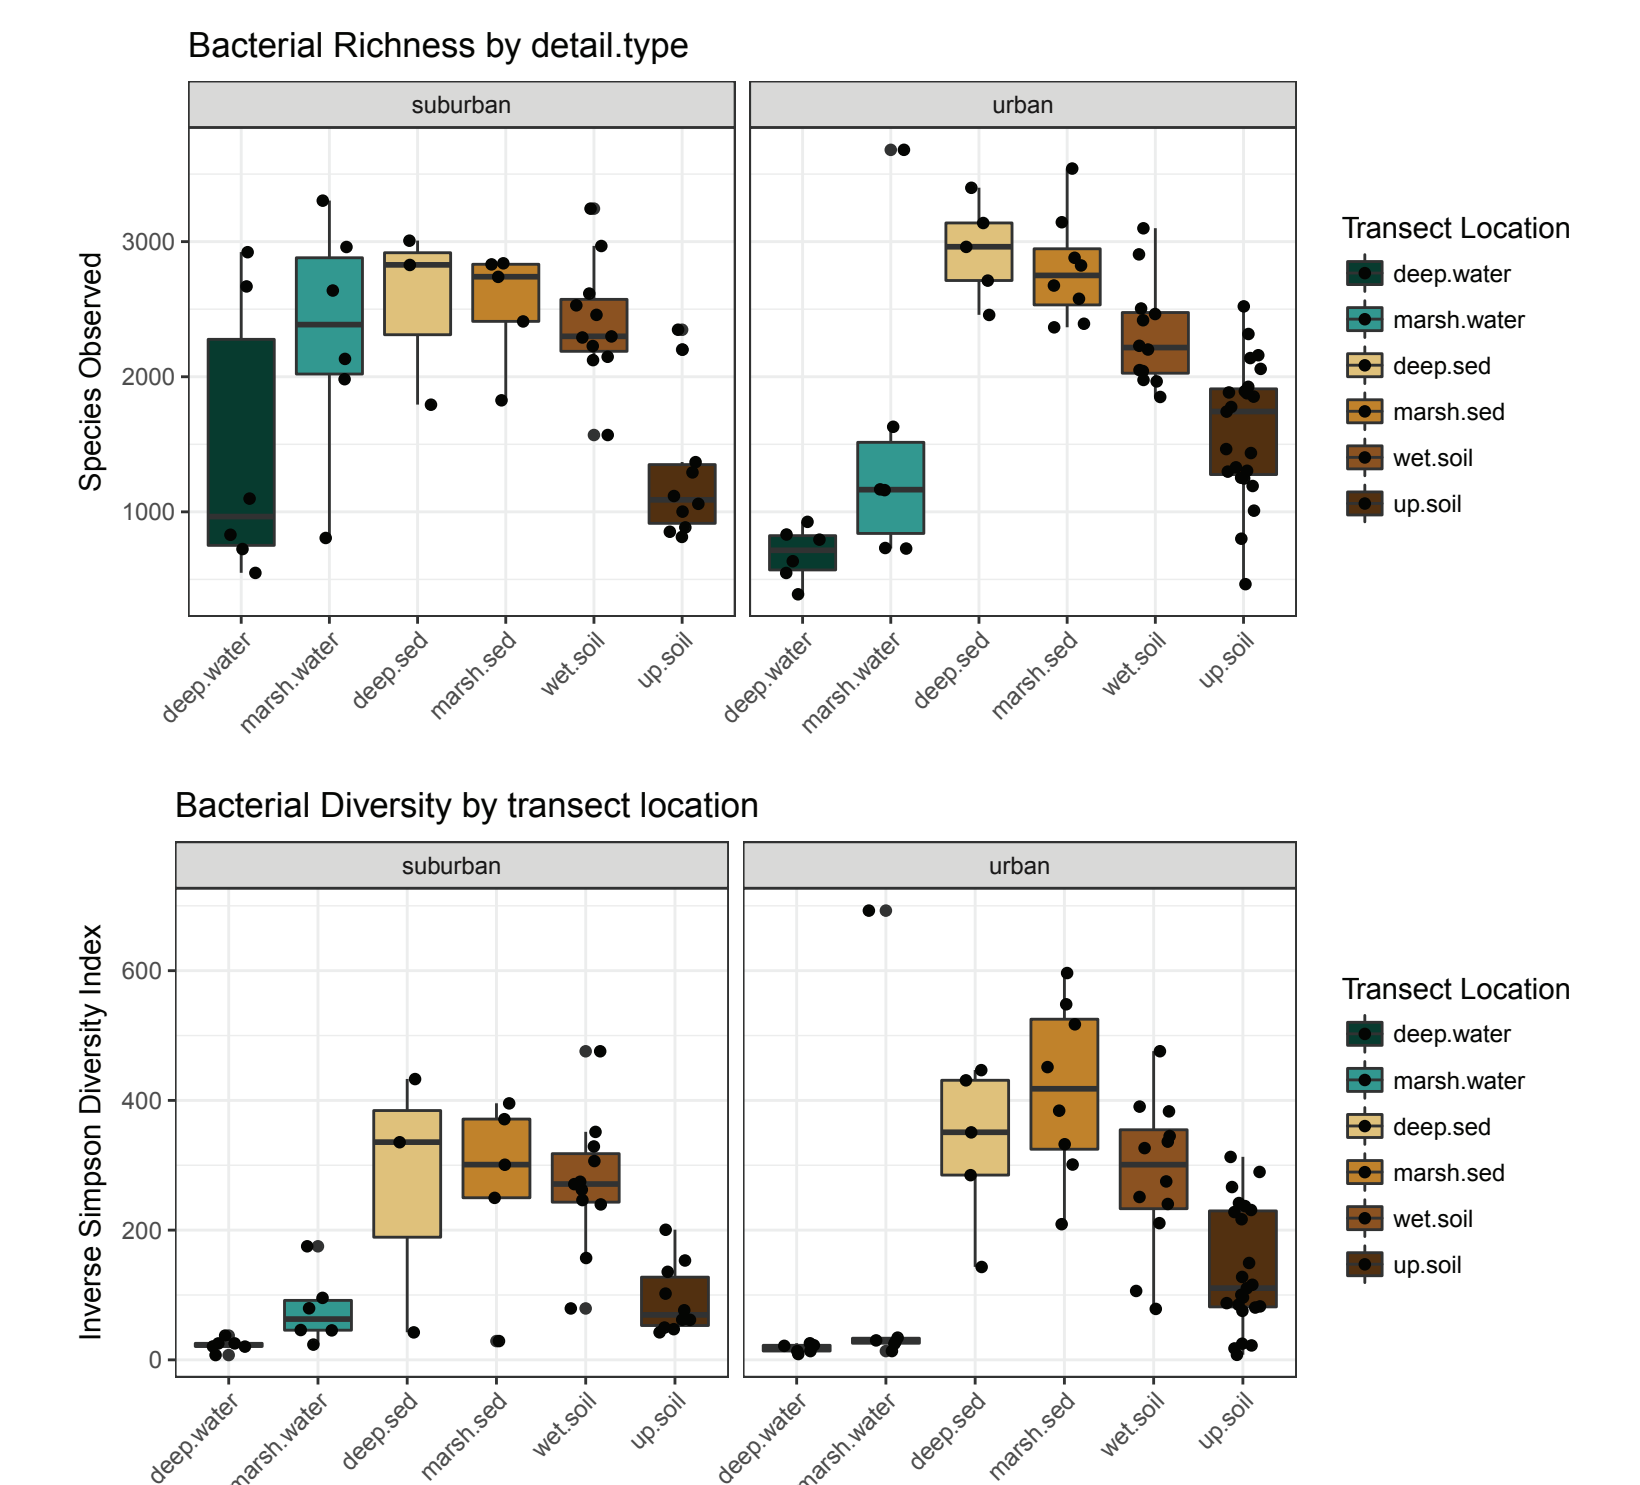 Bacterial Richness by detail.type
suburban
urban
Species Observed
3000
2000
1000
deep.water
marsh.water
deep.sed
marsh.sed
wet.soil
up.soil
deep.water
marsh.water
deep.sed
marsh.sed
wet.soil
up.soil
Transect Location
deep.water
marsh.water
deep.sed
marsh.sed
wet.soil
up.soil
Bacterial Diversity by transect location
suburban
urban
Inverse Simpson Diversity Index
600
400
200
0
deep.water
marsh.water
deep.sed
marsh.sed
wet.soil
up.soil
deep.water
marsh.water
deep.sed
marsh.sed
wet.soil
up.soil
Transect Location
deep.water
marsh.water
deep.sed
marsh.sed
wet.soil
up.soil